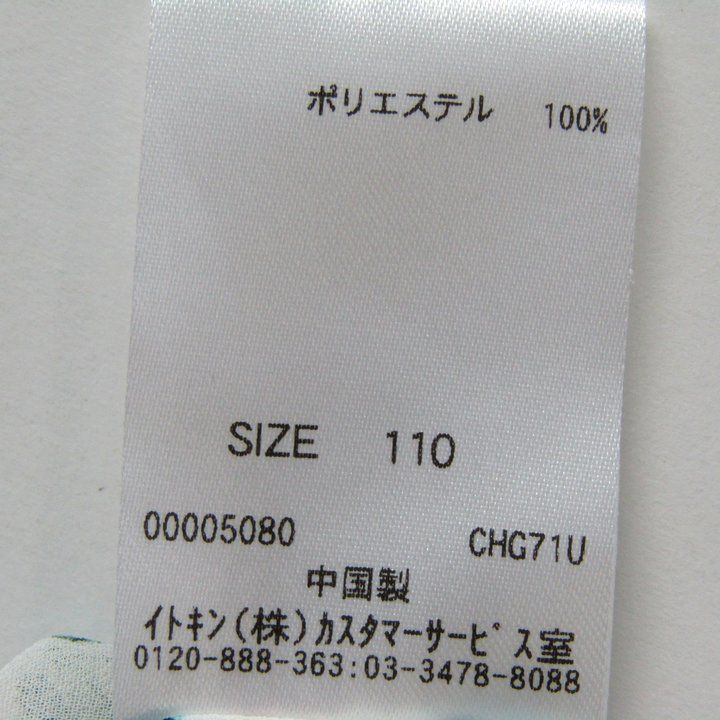 ポリエステル 100%
SIZE 110
00005080 CHG71U
中国製
イトキン(株)カスタマーサービス室
0120-888-363:03-3478-8088